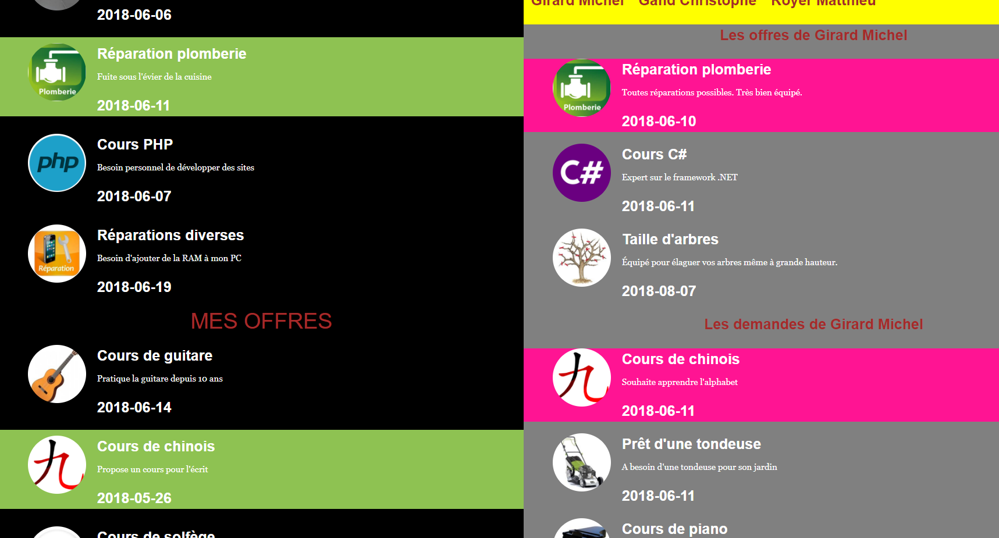 2018-06-06
Plomberie
Réparation plomberie
Fuite sous l'évier de la cuisine
2018-06-11
php
Cours PHP
Besoin personnel de développer des sites
2018-06-07
Réparation
Réparations diverses
Besoin d'ajouter de la RAM à mon PC
2018-06-19
MES OFFRES
Cours de guitare
Pratique la guitare depuis 10 ans
2018-06-14
九
Cours de chinois
Propose un cours pour l'écrit
2018-05-26
Cours de solfège
Girard Michel Gand Christophe Royer Matthieu
Les offres de Girard Michel
Plomberie
Réparation plomberie
Toutes réparations possibles. Très bien équipé.
2018-06-10
C#
Cours C#
Expert sur le framework .NET
2018-06-11
Taille d'arbres
Équipé pour élaguer vos arbres même à grande hauteur.
2018-08-07
Les demandes de Girard Michel
九
Cours de chinois
Souhaite apprendre l'alphabet
2018-06-11
Prêt d'une tondeuse
A besoin d'une tondeuse pour son jardin
2018-06-11
Cours de piano